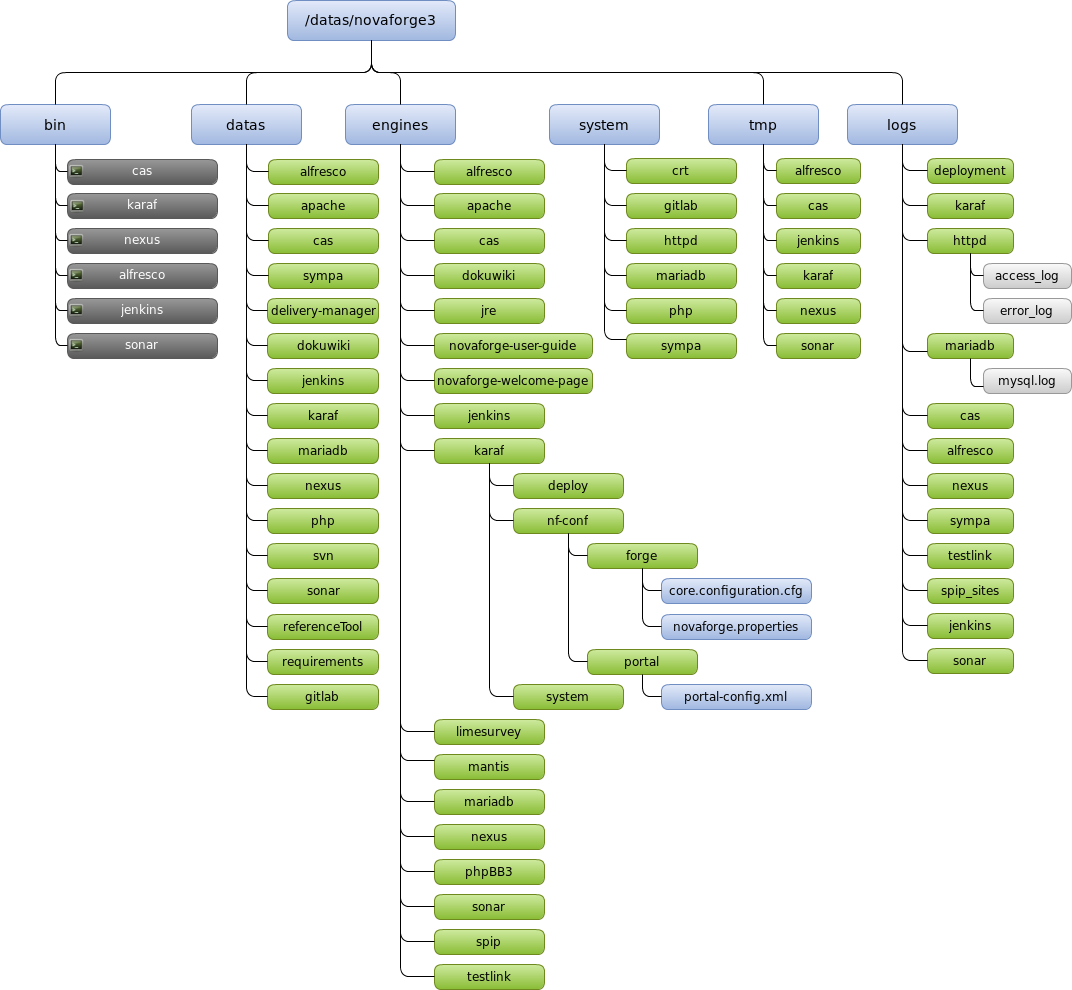 /datas/novaforge3
bin
datas
engines
system
tmp
logs
cas
karaf
nexus
alfresco
jenkins
sonar
alfresco
apache
cas
sympa
delivery-manager
dokuwiki
jenkins
karaf
mariadb
nexus
php
svn
sonar
referenceTool
requirements
gitlab
alfresco
apache
cas
dokuwiki
jre
novaforge-user-guide
novaforge-welcome-page
jenkins
karaf
deploy
nf-conf
forge
core.configuration.cfg
novaforge.properties
portal
portal-config.xml
system
limesurvey
mantis
mariadb
nexus
phpBB3
sonar
spip
testlink
crt
gitlab
httpd
mariadb
php
sympa
alfresco
cas
jenkins
karaf
nexus
sonar
deployment
karaf
httpd
access_log
error_log
mariadb
mysql.log
cas
alfresco
nexus
sympa
testlink
spip_sites
jenkins
sonar